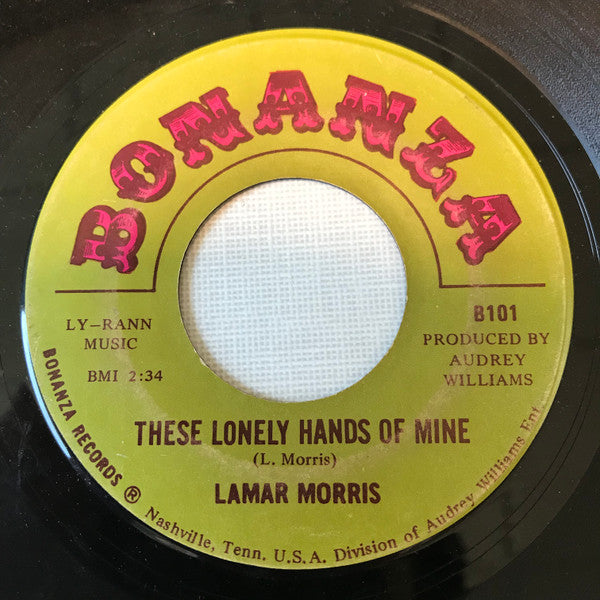 BONANZA
LY-RANN
MUSIC
BMI 2:34
B101
PRODUCED BY
AUDREY
WILLIAMS
THESE LONELY HANDS OF MINE
(L. Morris)
LAMAR MORRIS
BONANZA RECORDS ® Nashville, Tenn. U.S.A. Division of Audrey Williams Ent.